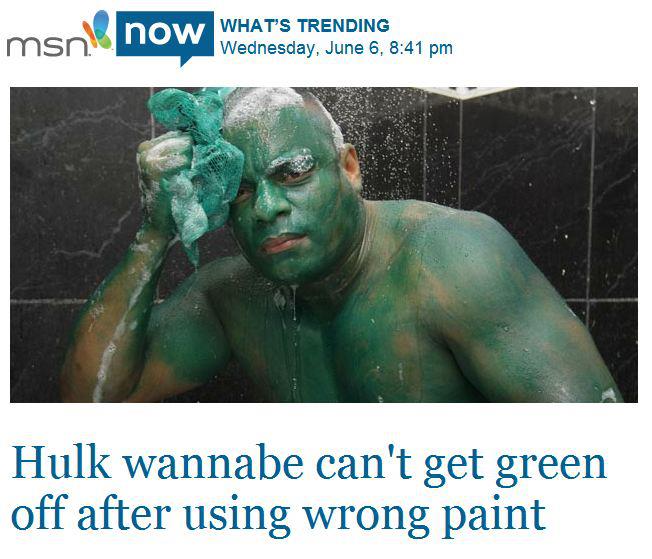 msn now WHAT'S TRENDING
Wednesday, June 6, 8:41 pm
Hulk wannabe can't get green
off after using wrong paint